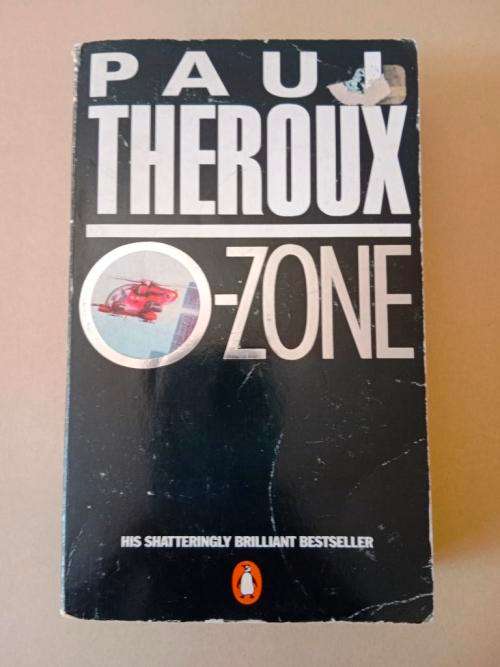 PAUL
THEROUX
O-ZONE
HIS SHATTERINGLY BRILLIANT BESTSELLER